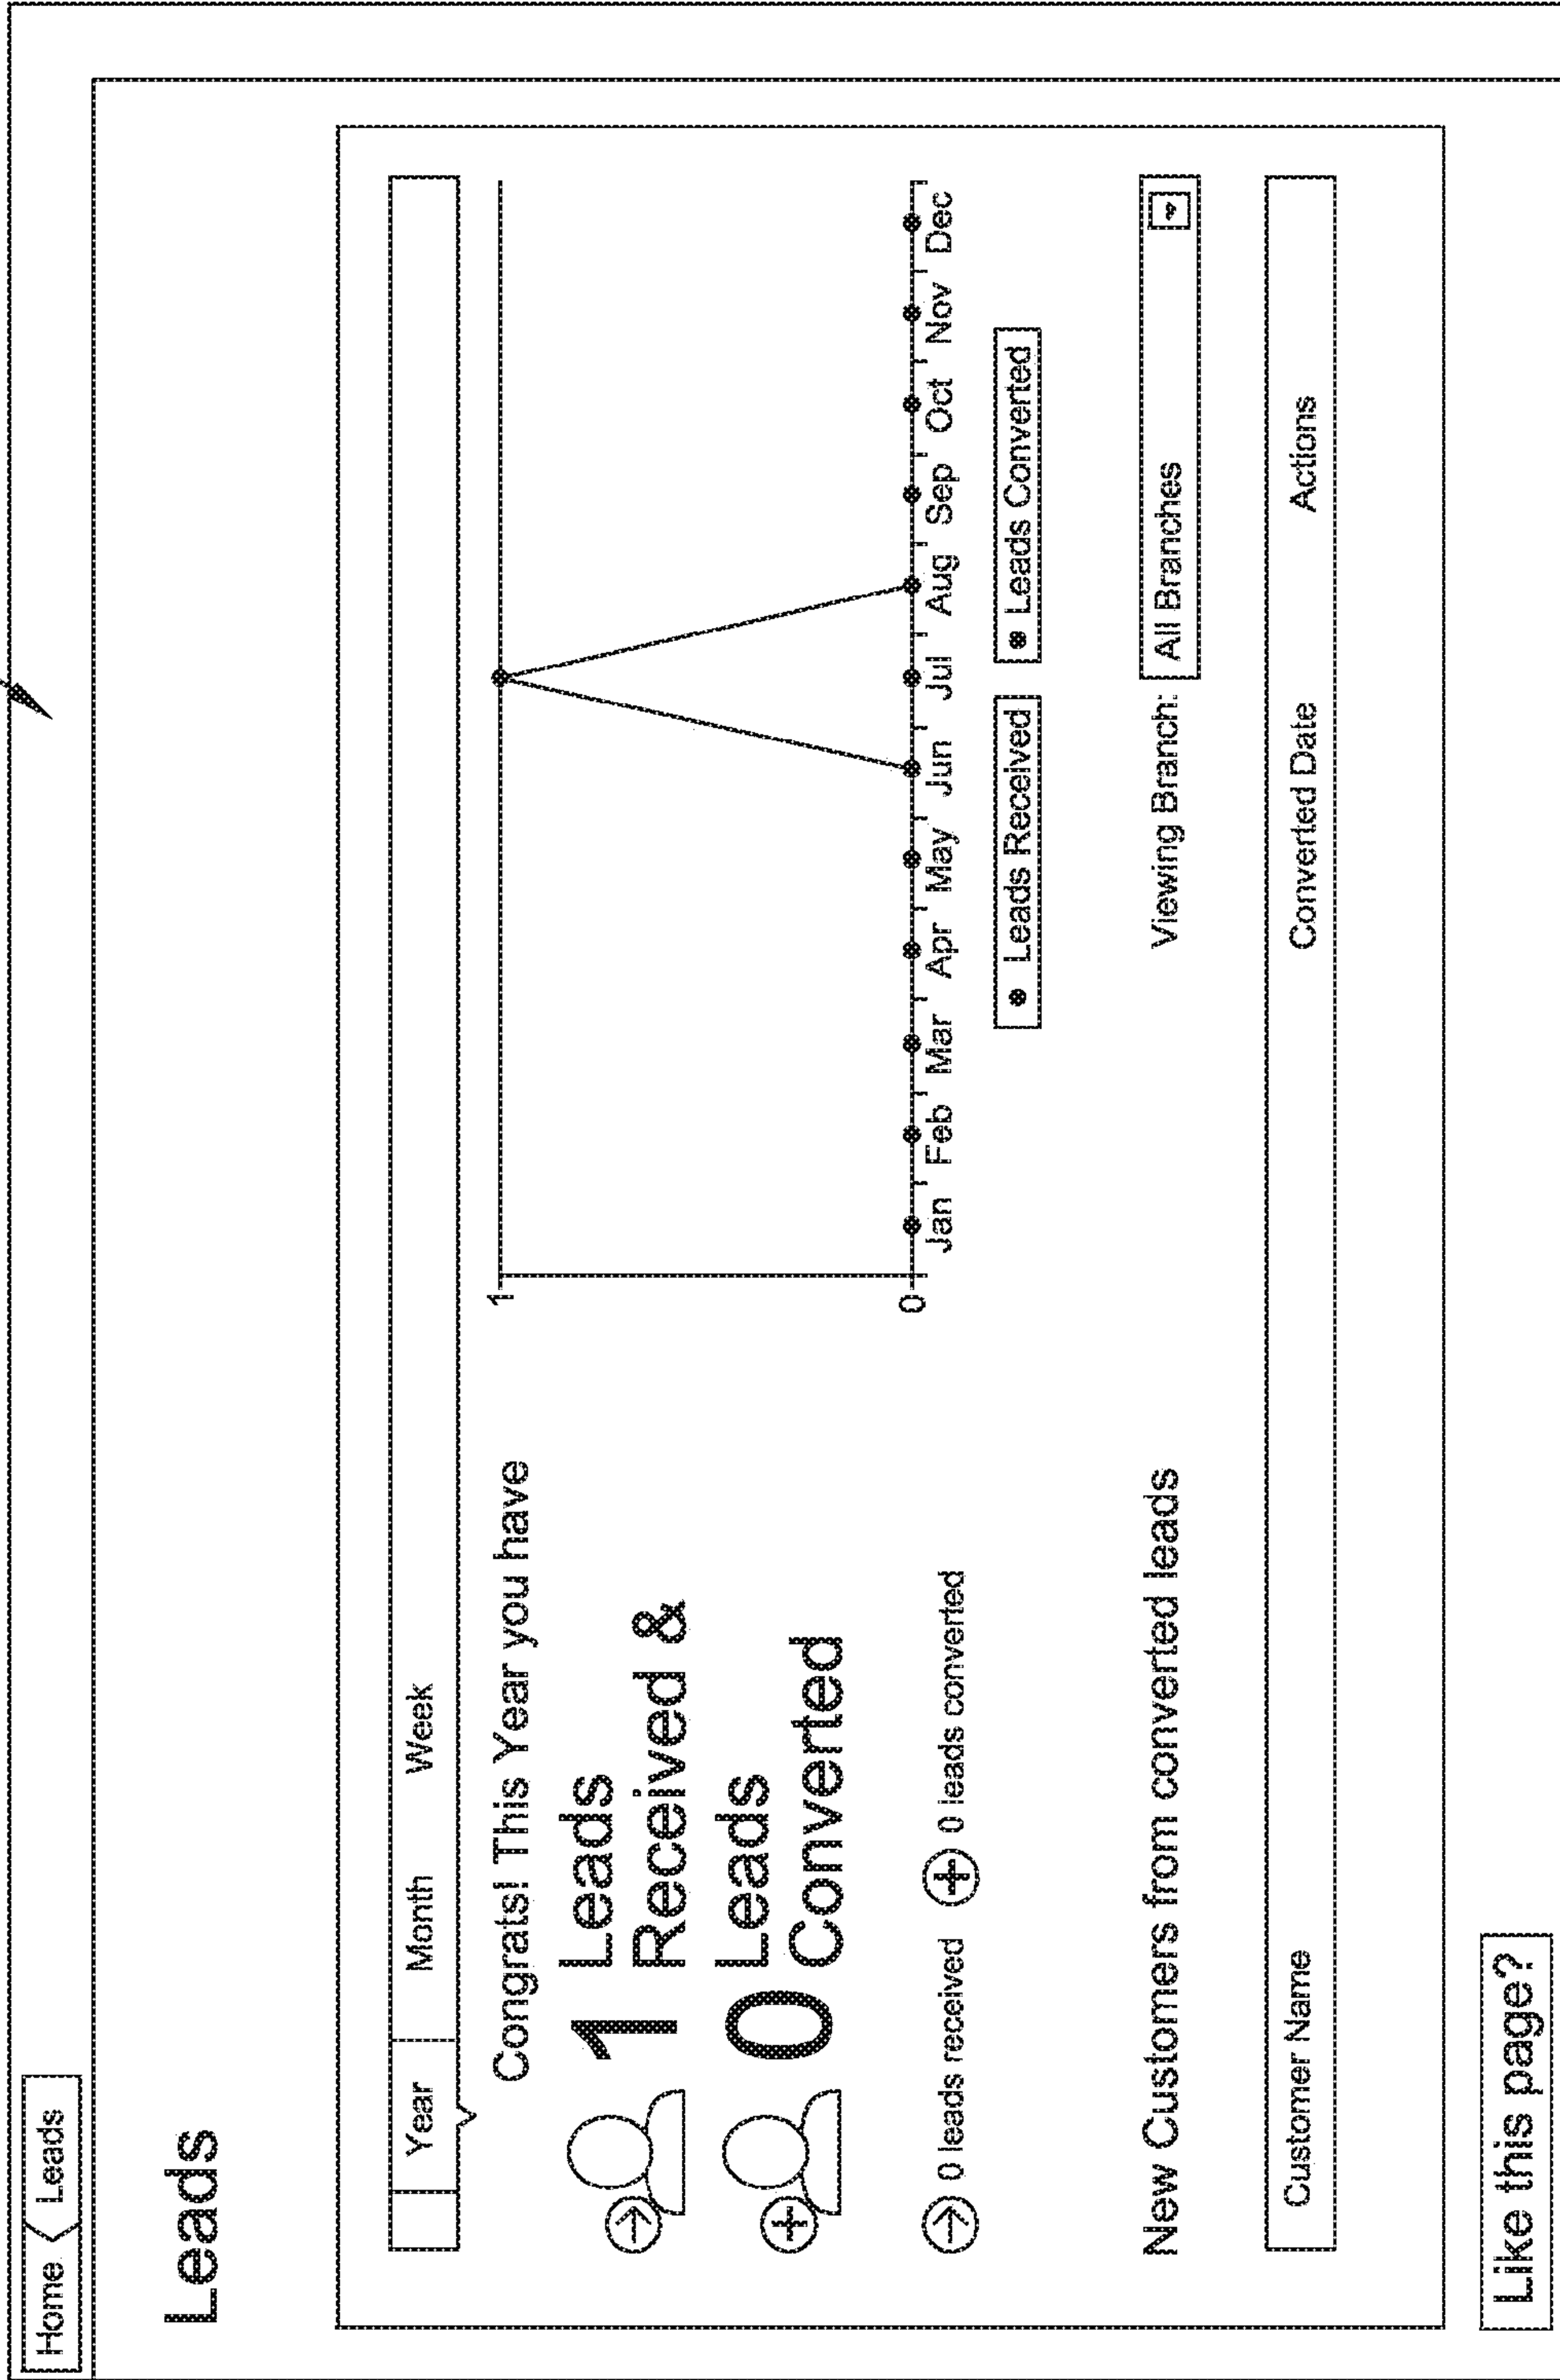 Home Leads
Leads
Year Month Week
Congrats! This Year you have
1 Leads
Received &
0 Leads
Converted
0 leads received 0 leads converted
1
0
Jan Feb Mar Apr May Jun Jul Aug Sep Oct Nov Dec
Leads Received Leads Converted
New Customers from converted leads Viewing Branch: All Branches
Customer Name Converted Date Actions
Like this page?